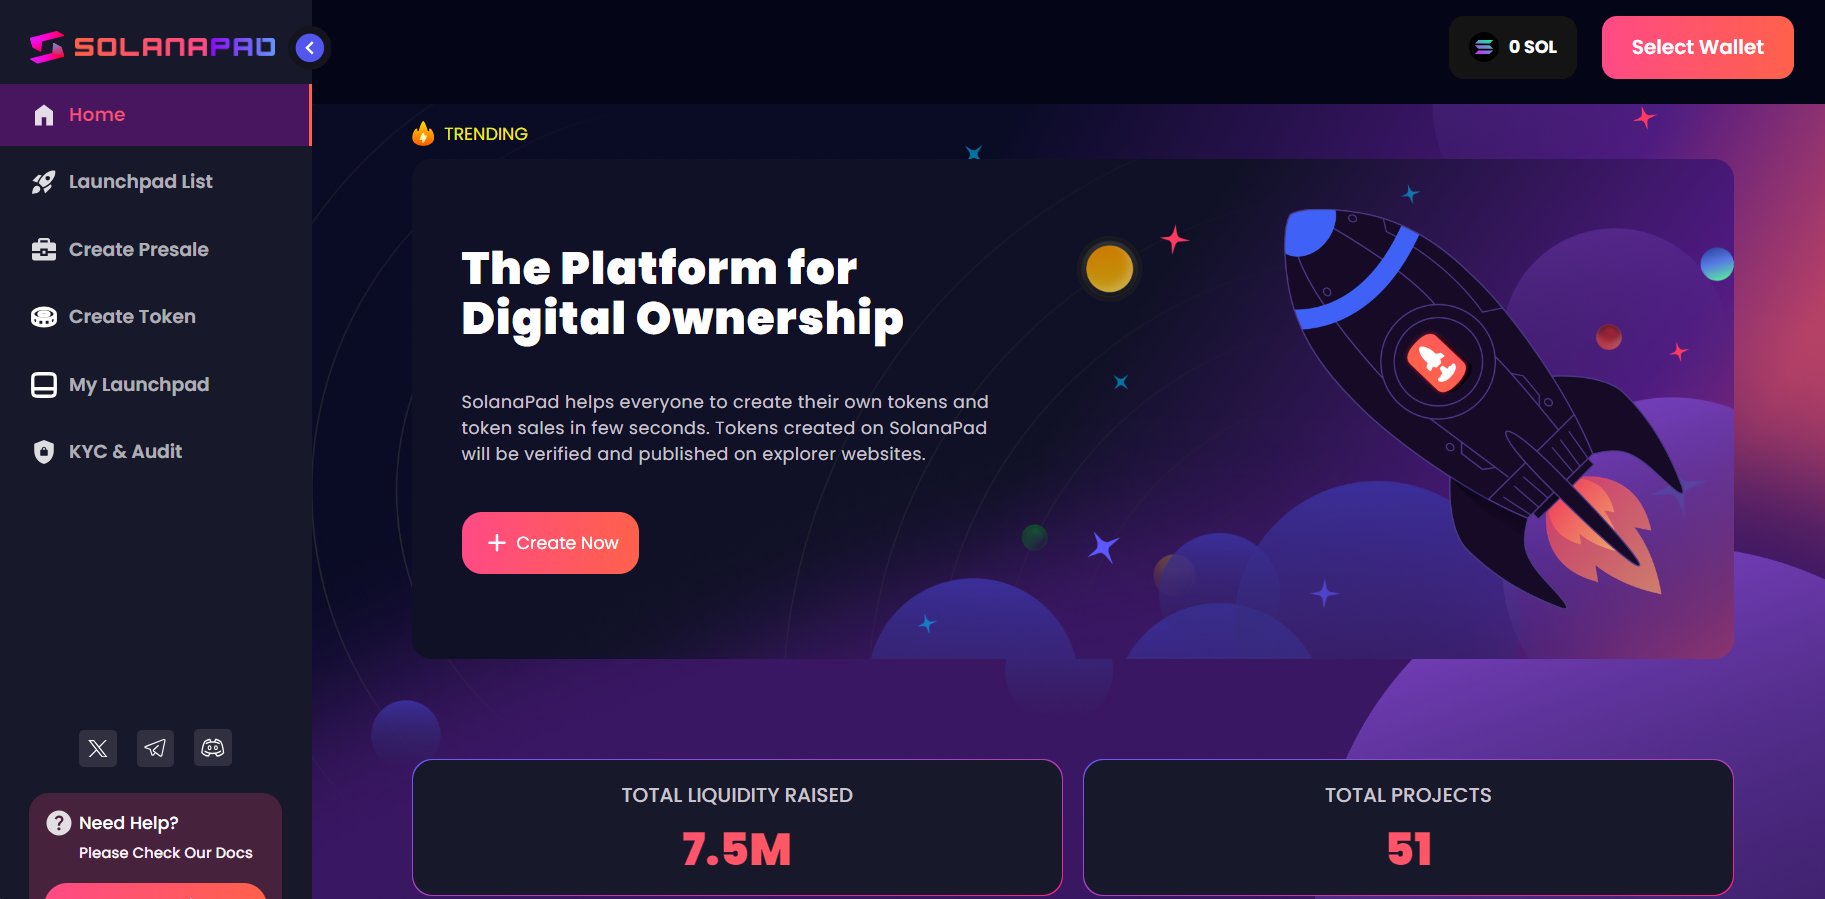 SOLANAPAD
0 SOL
Select Wallet
Home
Launchpad List
Create Presale
Create Token
My Launchpad
KYC & Audit
Need Help?
Please Check Our Docs
TRENDING
The Platform for
Digital Ownership
SolanaPad helps everyone to create their own tokens and
token sales in few seconds. Tokens created on SolanaPad
will be verified and published on explorer websites.
Create Now
TOTAL LIQUIDITY RAISED
7.5M
TOTAL PROJECTS
51